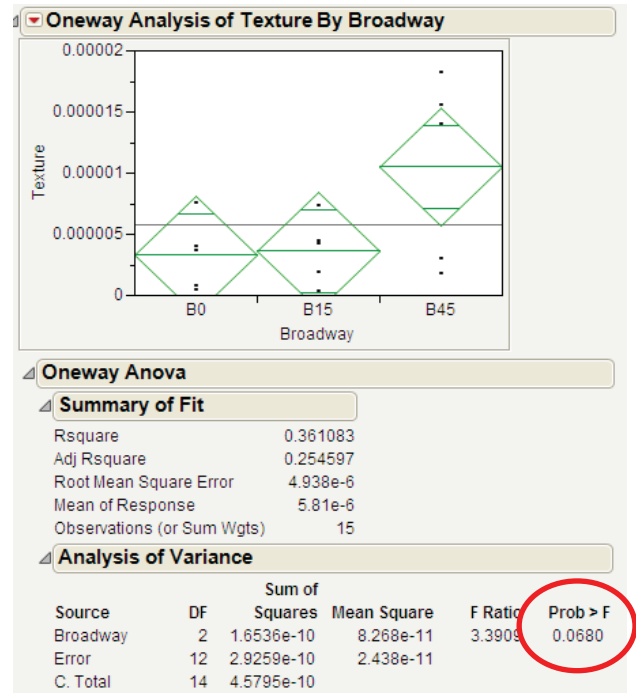 Oneway Analysis of Texture By Broadway
0.00002
0.000015
0.00001
0.000005
0
Texture
B0 B15 B45
Broadway
Oneway Anova
Summary of Fit
Rsquare 0.361083
Adj Rsquare 0.254597
Root Mean Square Error 4.938e-6
Mean of Response 5.81e-6
Observations (or Sum Wgts) 15
Analysis of Variance
Sum of
Source DF Squares Mean Square F Ratio Prob > F
Broadway 2 1.6536e-10 8.268e-11 3.3909 0.0680
Error 12 2.9259e-10 2.438e-11
C. Total 14 4.5795e-10